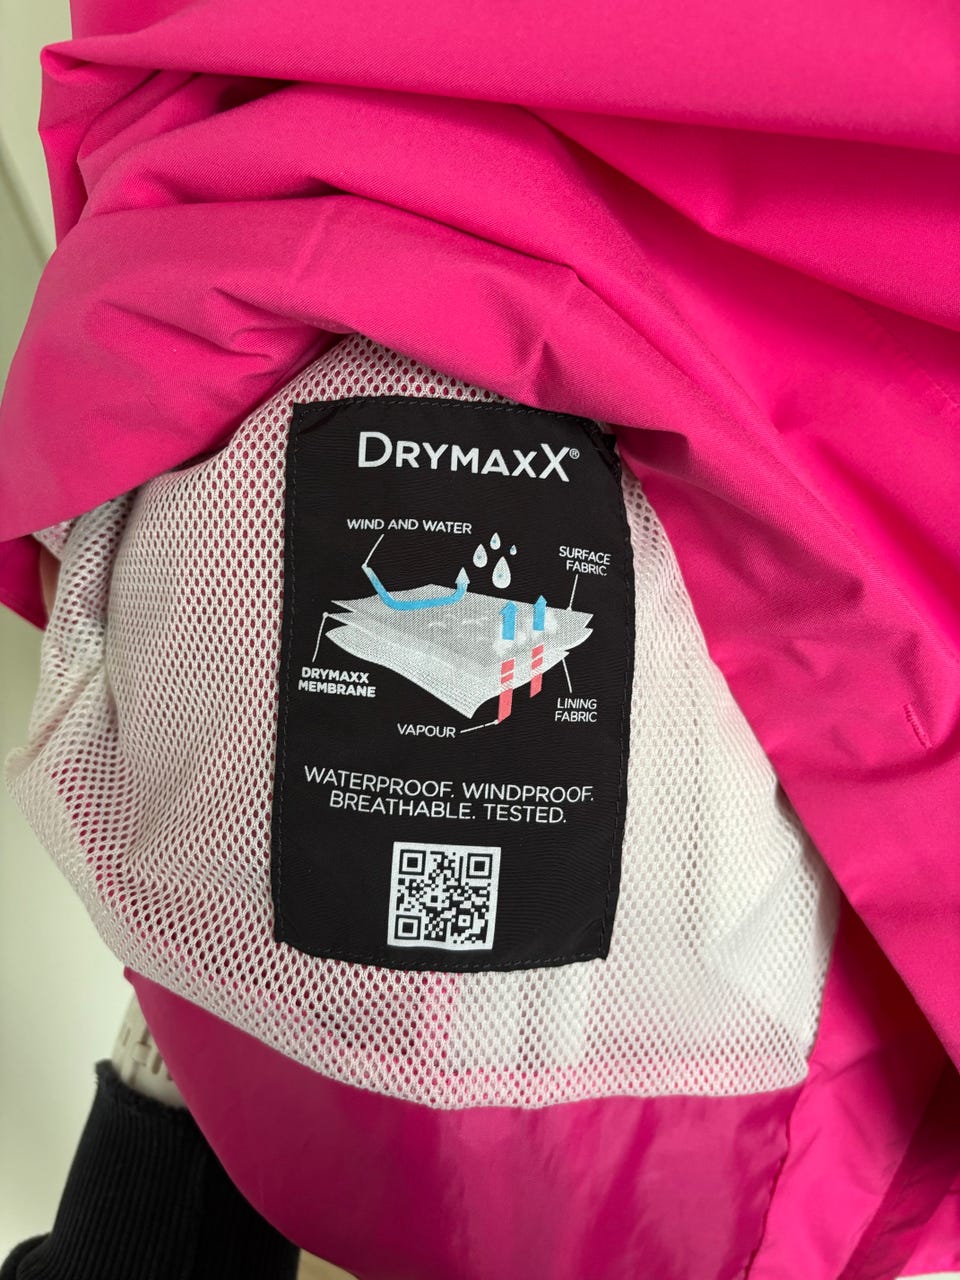 DRYMAXX®
WIND AND WATER
SURFACE
FABRIC
DRYMAXX
MEMBRANE
LINING
FABRIC
VAPOUR
WATERPROOF. WINDPROOF.
BREATHABLE. TESTED.